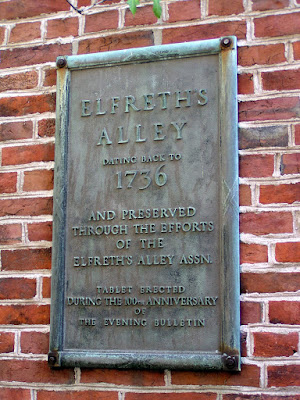 ELFRETH'S
ALLEY
DATING BACK TO
1736
AND PRESERVED
THROUGH THE EFFORTS
OF THE
ELFRETH'S ALLEY ASSN.
TABLET ERECTED
DURING THE 100TH ANNIVERSARY
OF
THE EVENING BULLETIN